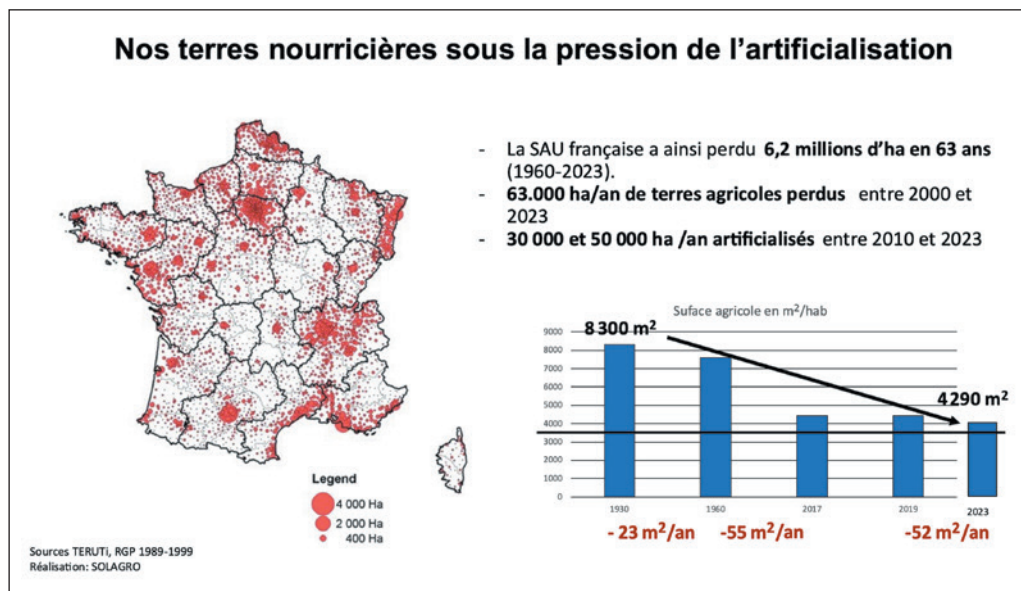 Nos terres nourricières sous la pression de l’artificialisation
- La SAU française a ainsi perdu 6,2 millions d’ha en 63 ans
(1960-2023).
- 63.000 ha/an de terres agricoles perdus entre 2000 et
2023
- 30 000 et 50 000 ha /an artificialisés entre 2010 et 2023
Suface agricole en m²/hab
8 300 m²
4 290 m²
9000
8000
7000
6000
5000
4000
3000
2000
1000
0
1930
1960
2017
2019
2023
- 23 m²/an
-55 m²/an
-52 m²/an
Legend
4 000 Ha
2 000 Ha
400 Ha
Sources TERUTi, RGP 1989-1999
Réalisation: SOLAGRO